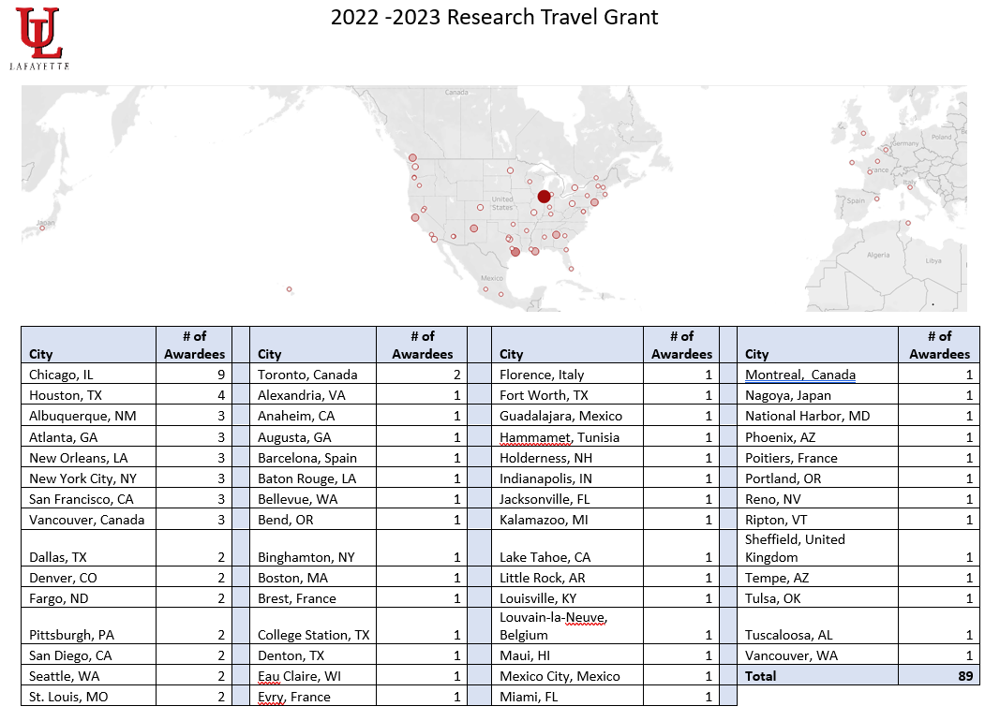 UL
LAFAYETTE
2022 -2023 Research Travel Grant
Canada
United
States
Mexico
Japan
Poland
Germany
France
Italy
Spain
Algeria
Libya
City | # of Awardees | City | # of Awardees | City | # of Awardees | City | # of Awardees
Chicago, IL 9 Toronto, Canada 2 Florence, Italy 1 Montreal, Canada 1
Houston, TX 4 Alexandria, VA 1 Fort Worth, TX 1 Nagoya, Japan 1
Albuquerque, NM 3 Anaheim, CA 1 Guadalajara, Mexico 1 National Harbor, MD 1
Atlanta, GA 3 Augusta, GA 1 Hammamet, Tunisia 1 Phoenix, AZ 1
New Orleans, LA 3 Barcelona, Spain 1 Holderness, NH 1 Poitiers, France 1
New York City, NY 3 Baton Rouge, LA 1 Indianapolis, IN 1 Portland, OR 1
San Francisco, CA 3 Bellevue, WA 1 Jacksonville, FL 1 Reno, NV 1
Vancouver, Canada 3 Bend, OR 1 Kalamazoo, MI 1 Ripton, VT 1
Dallas, TX 2 Binghamton, NY 1 Lake Tahoe, CA 1 Sheffield, United Kingdom 1
Denver, CO 2 Boston, MA 1 Little Rock, AR 1 Tempe, AZ 1
Fargo, ND 2 Brest, France 1 Louisville, KY 1 Tulsa, OK 1
Pittsburgh, PA 2 College Station, TX 1 Louvain-la-Neuve, Belgium 1 Tuscaloosa, AL 1
San Diego, CA 2 Denton, TX 1 Maui, HI 1 Vancouver, WA 1
Seattle, WA 2 Eau Claire, WI 1 Mexico City, Mexico 1 Total 89
St. Louis, MO 2 Evry, France 1 Miami, FL 1